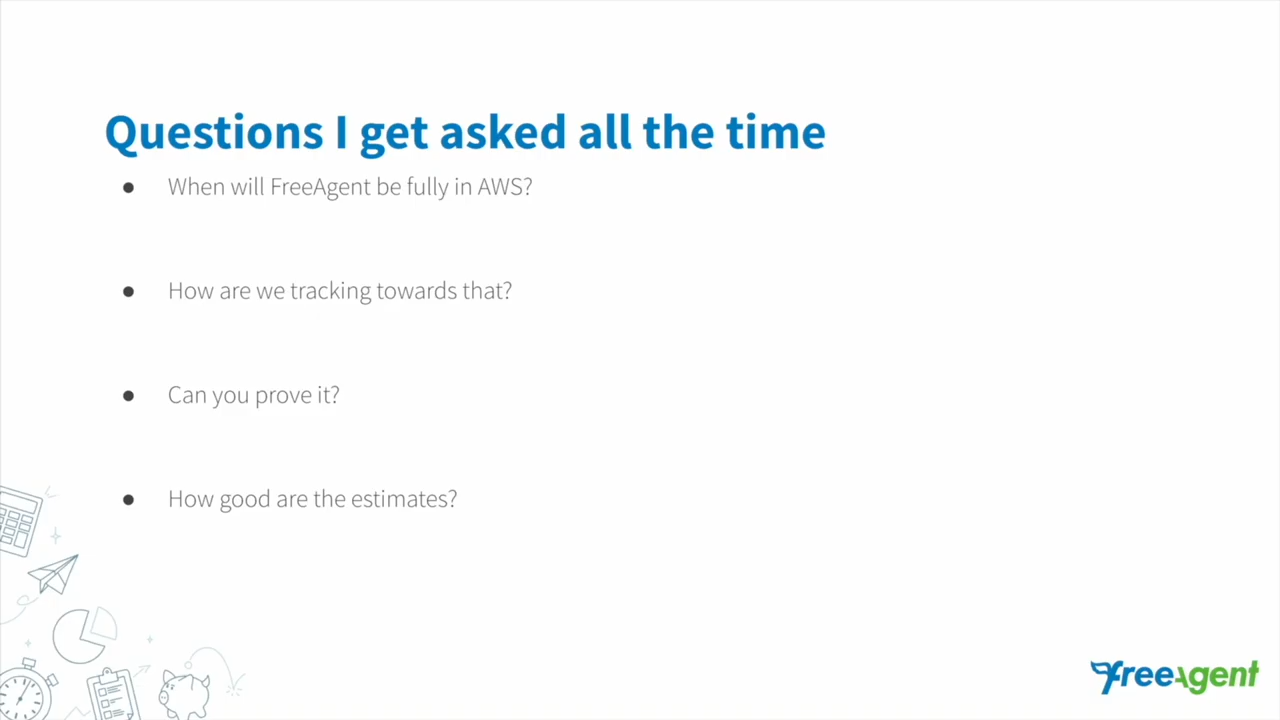 Questions I get asked all the time
● When will FreeAgent be fully in AWS?
● How are we tracking towards that?
● Can you prove it?
● How good are the estimates?
freeAgent